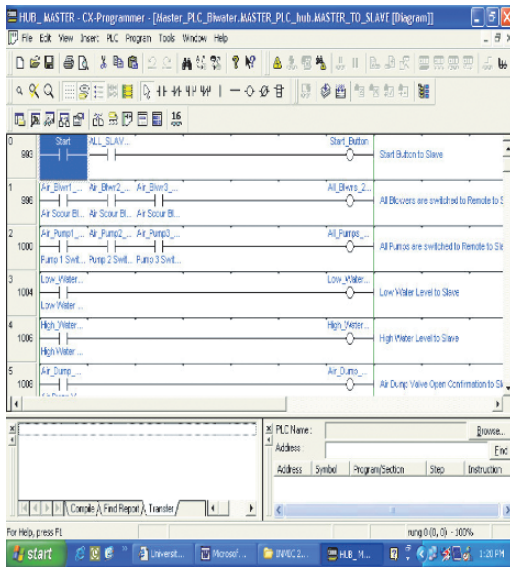 HUB_ MASTER - CX-Programmer - [Master_PLC_Biwater.MASTER_PLC_hub.MASTER_TO_SLAVE [Diagram]]
File Edit View Insert PLC Program Tools Window Help
16
0
993
Start ALL_SLAV... Start_Button
Start Button to Slave
1
996
Air_Blwr1_... Air_Blwr2_... Air_Blwr3_... All_Blwrs_2...
Air Scour Bl... Air Scour Bl... Air Scour Bl...
All Blowers are switched to Remote to S
2
1000
Air_Pump1_... Air_Pump2_... Air_Pump3_... All_Pumps_...
Pump 1 Swit... Pump 2 Swit... Pump 3 Swit...
All Pumps are switched to Remote to Sla
3
1004
Low_Water... Low_Water...
Low Water ...
Low Water Level to Slave
4
1006
High_Water... High_Water...
High Water ...
High Water Level to Slave
5
1008
Air_Dump_... Air_Dump_...
Air Dump Valve Open Confirmation to Sla
PLC Name :
Browse...
Address :
Find
Address Symbol Program/Section Step Instruction
Compile Find Report Transfer
For Help, press F1
rung 0 (0, 0) - 100%
start Universit... Microsof... HUB_M... 1:20 PM